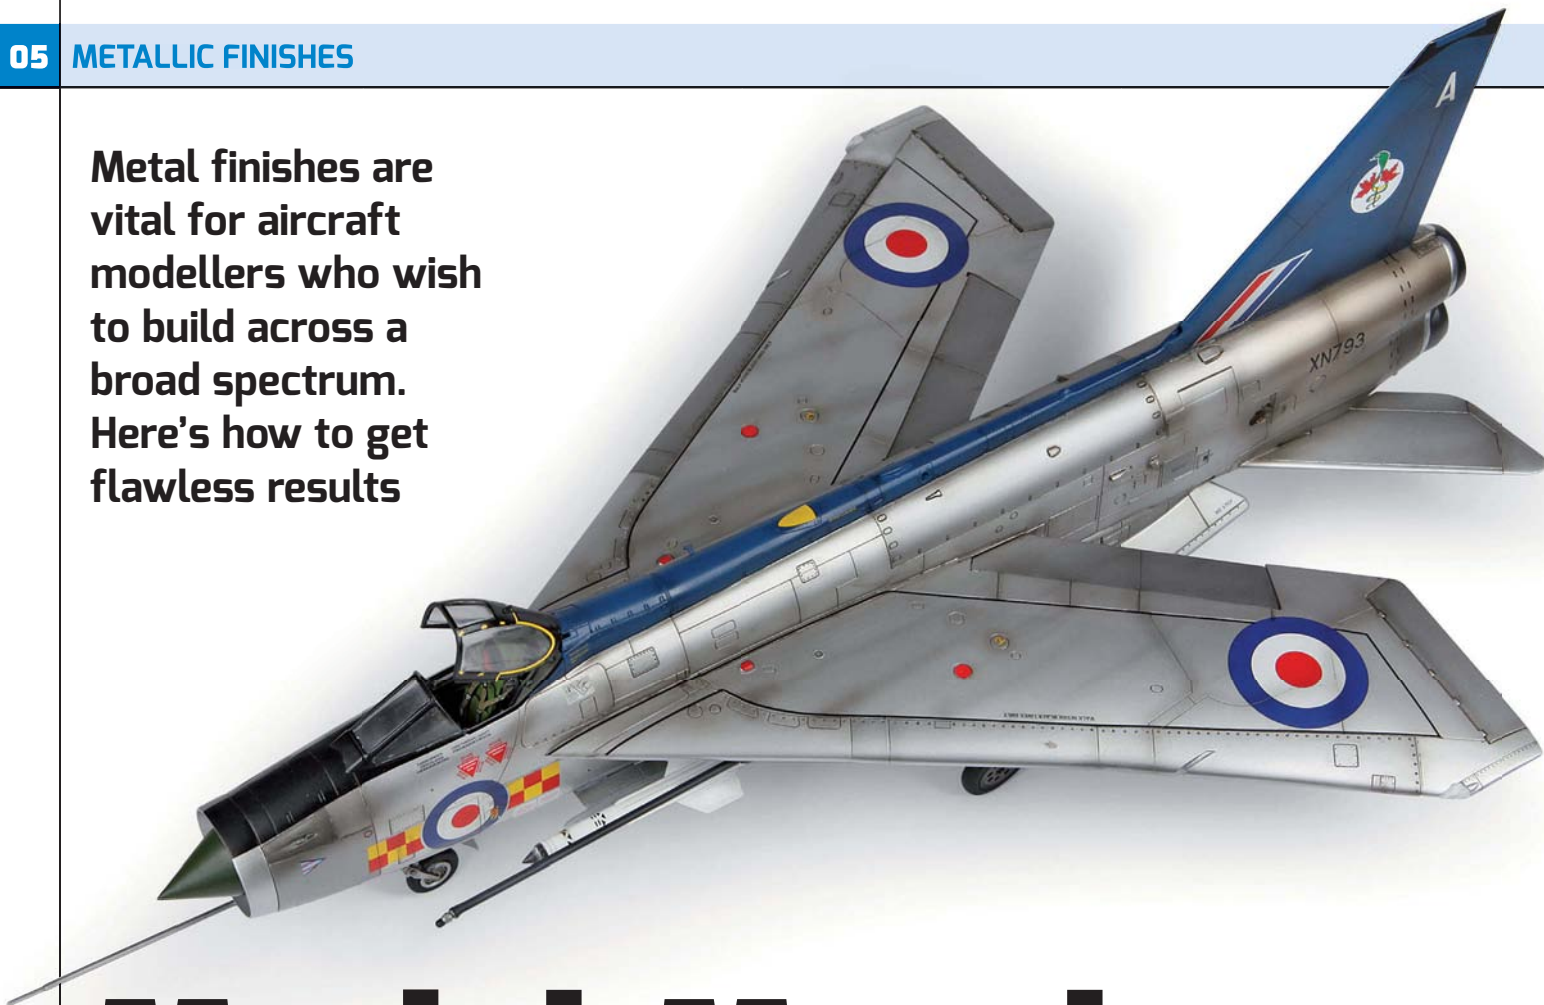 05 METALLIC FINISHES
Metal finishes are
vital for aircraft
modellers who wish
to build across a
broad spectrum.
Here's how to get
flawless results
A
XN793